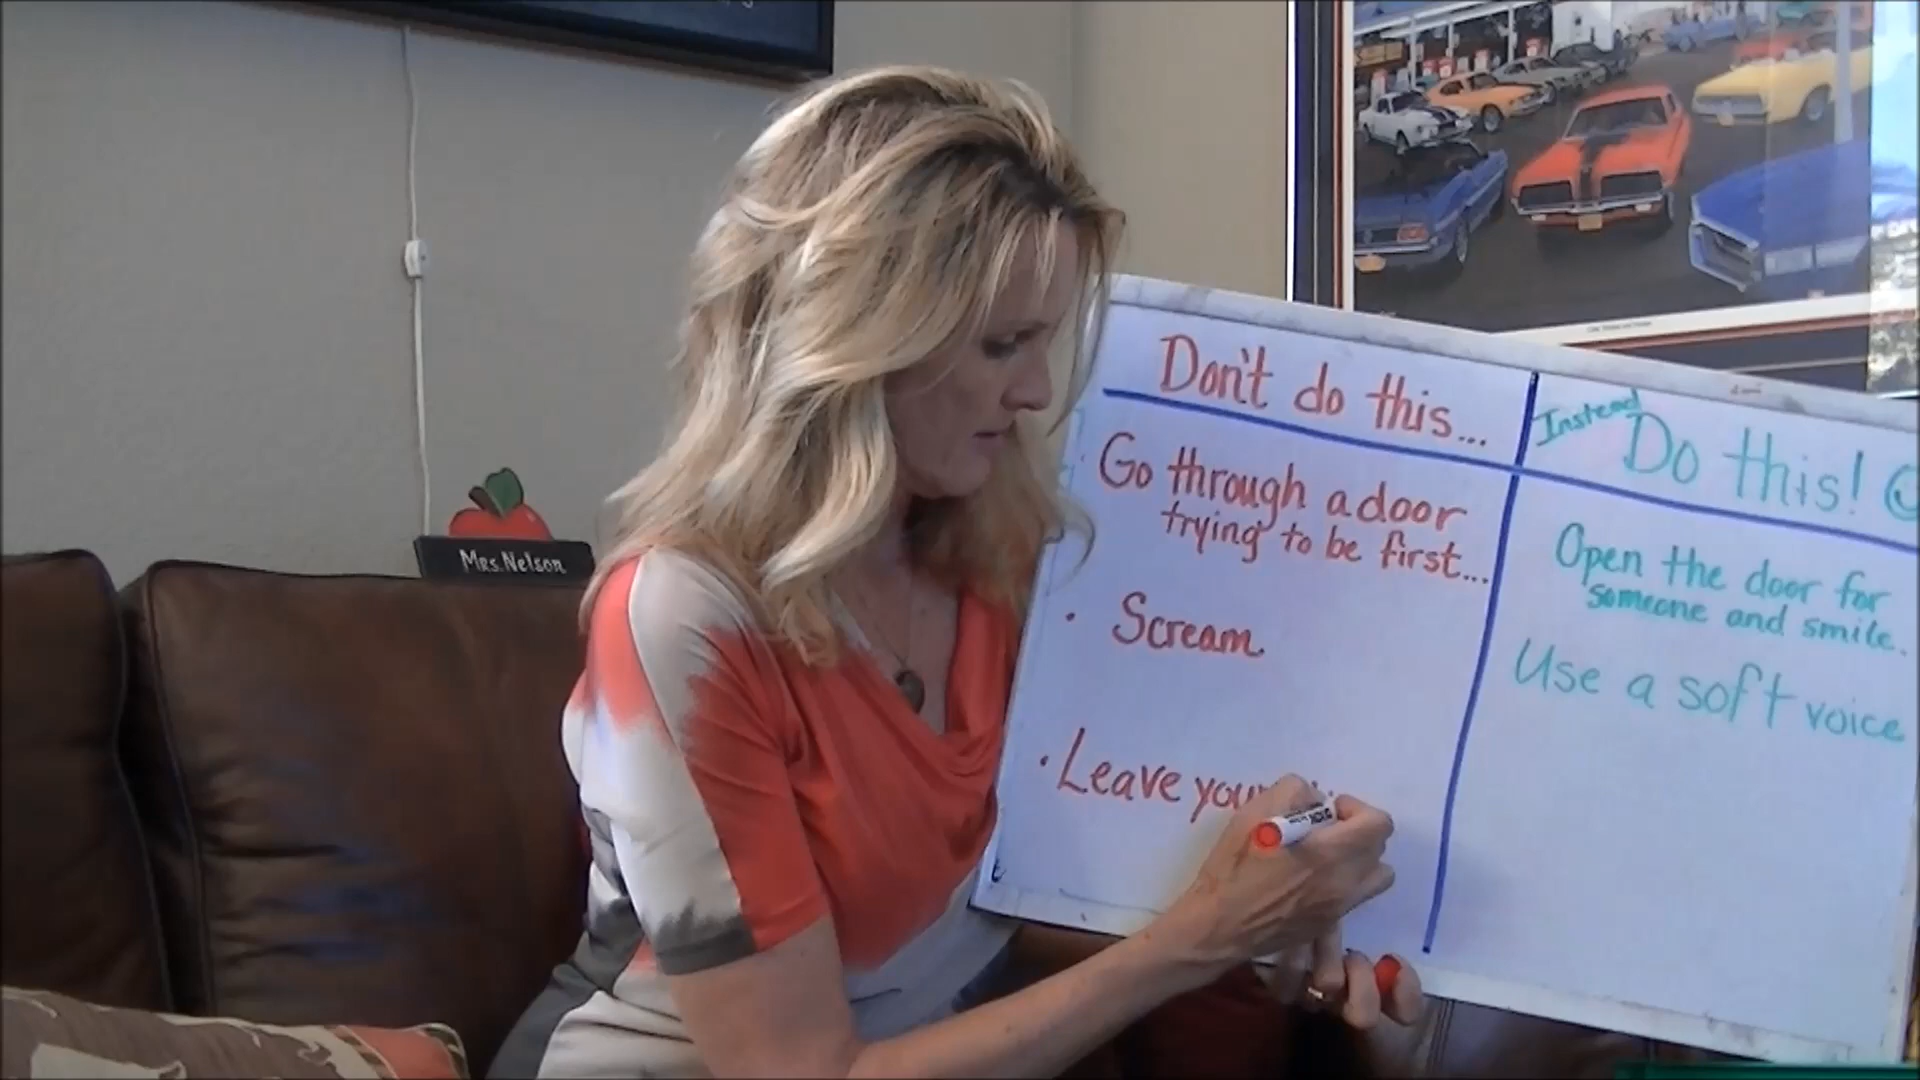 Mrs. Nelson
Don't do this...
Go through a door
trying to be first...
• Scream
• Leave your
Instead
Do this!
Open the door for
someone and smile.
Use a soft voice